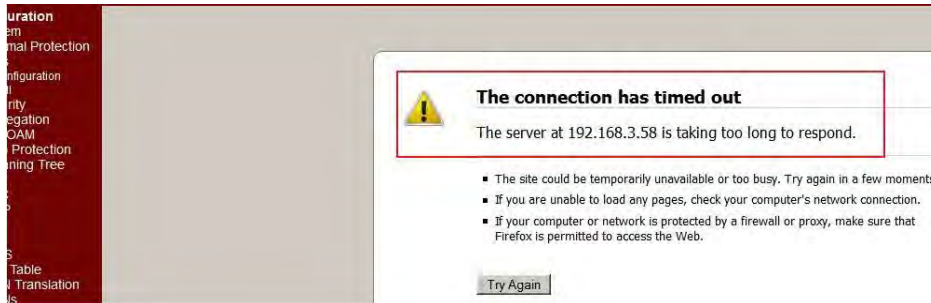 uration
em
mal Protection
nfiguration
rity
egation
OAM
Protection
ning Tree
S
Table
N Translation
The connection has timed out
The server at 192.168.3.58 is taking too long to respond.
The site could be temporarily unavailable or too busy. Try again in a few moments
If you are unable to load any pages, check your computer's network connection.
If your computer or network is protected by a firewall or proxy, make sure that
Firefox is permitted to access the Web.
Try Again